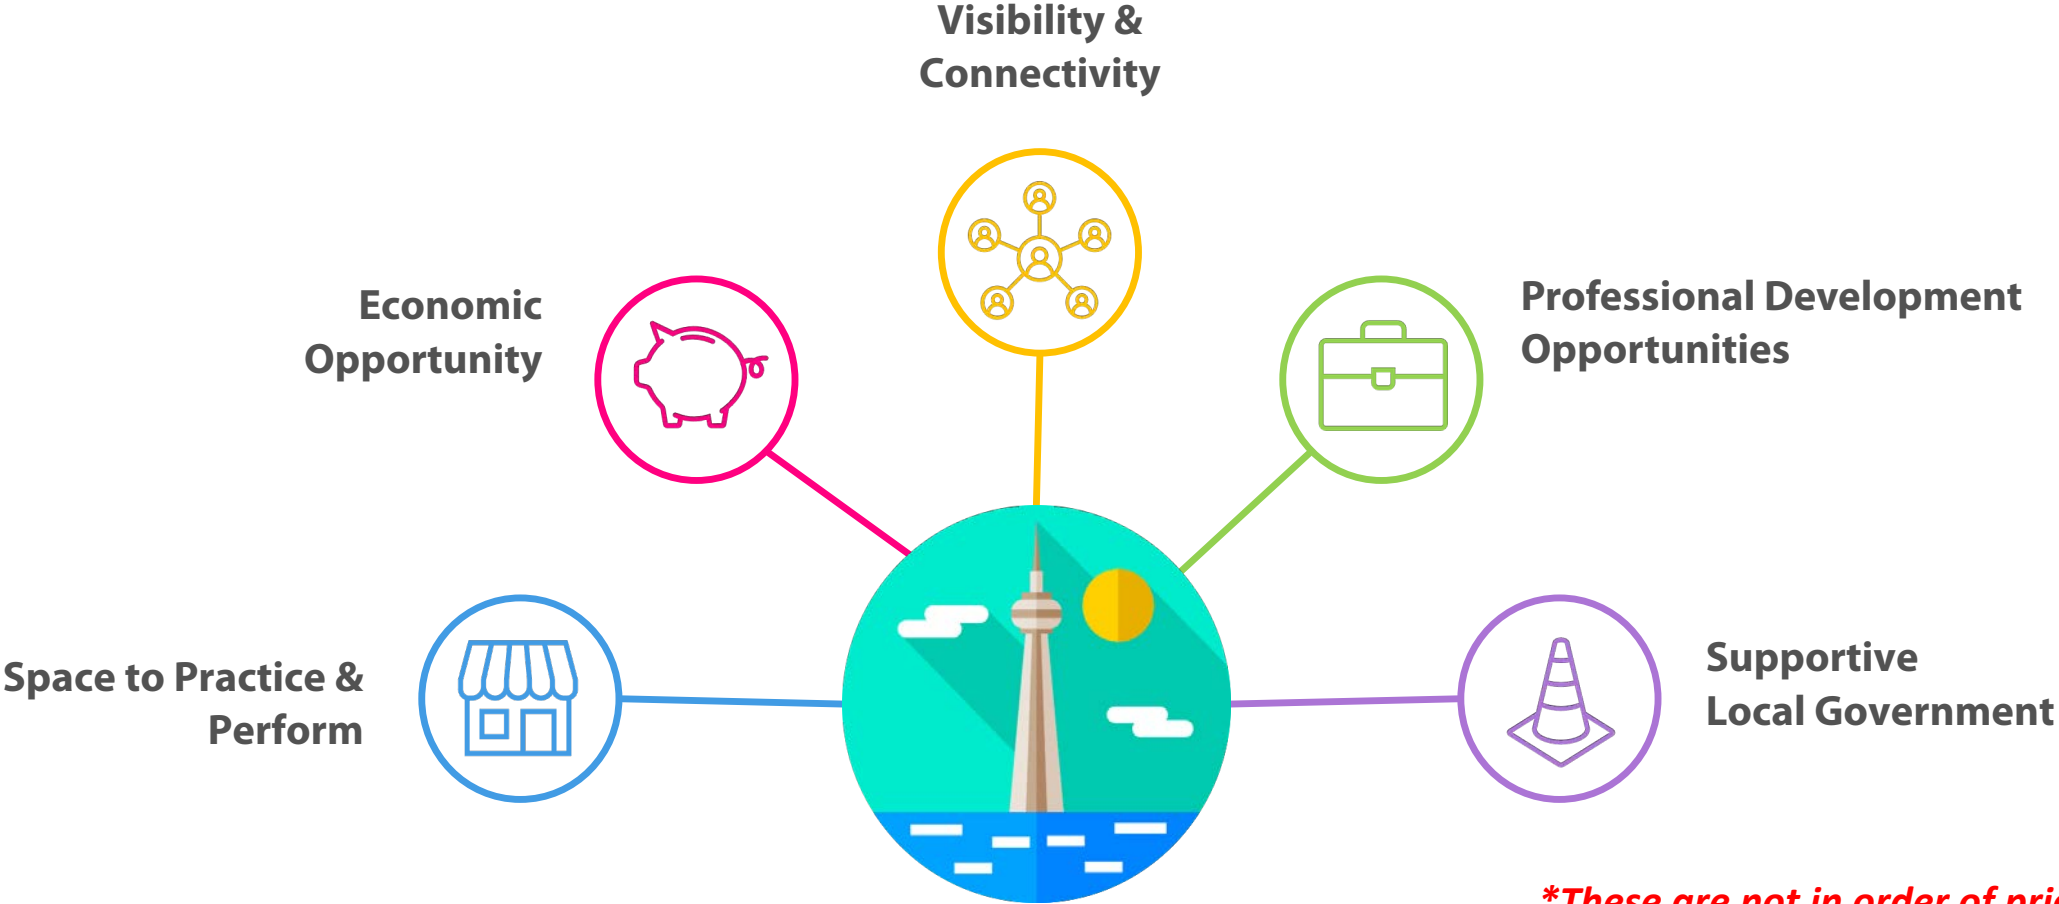 Visibility &
Connectivity
Economic
Opportunity
Professional Development
Opportunities
Space to Practice &
Perform
Supportive
Local Government
*These are not in order of